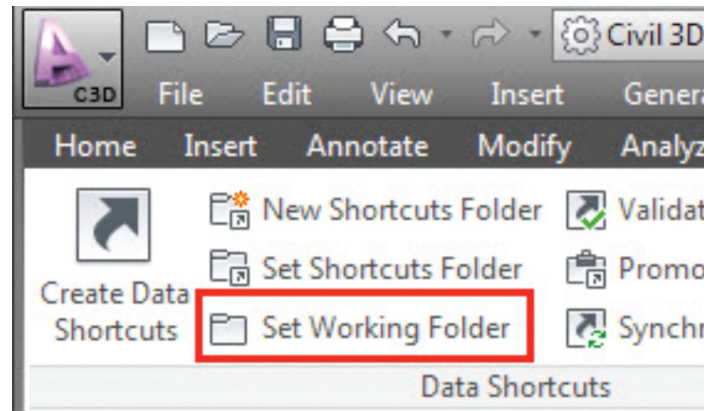 Civil 3D
C3D File Edit View Insert
Home Insert Annotate Modify
New Shortcuts Folder
Set Shortcuts Folder
Create Data
Shortcuts
Set Working Folder
Data Shortcuts